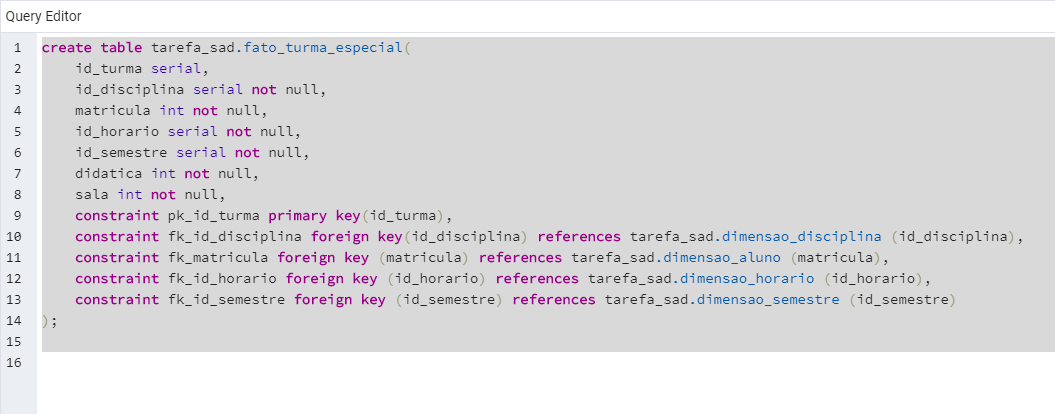 Query Editor
1 create table tarefa_sad.fato_turma_especial(
2 id_turma serial,
3 id_disciplina serial not null,
4 matricula int not null,
5 id_horario serial not null,
6 id_semestre serial not null,
7 didatica int not null,
8 sala int not null,
9 constraint pk_id_turma primary key(id_turma),
10 constraint fk_id_disciplina foreign key(id_disciplina) references tarefa_sad.dimensao_disciplina (id_disciplina),
11 constraint fk_matricula foreign key (matricula) references tarefa_sad.dimensao_aluno (matricula),
12 constraint fk_id_horario foreign key (id_horario) references tarefa_sad.dimensao_horario (id_horario),
13 constraint fk_id_semestre foreign key (id_semestre) references tarefa_sad.dimensao_semestre (id_semestre)
14 );
15
16